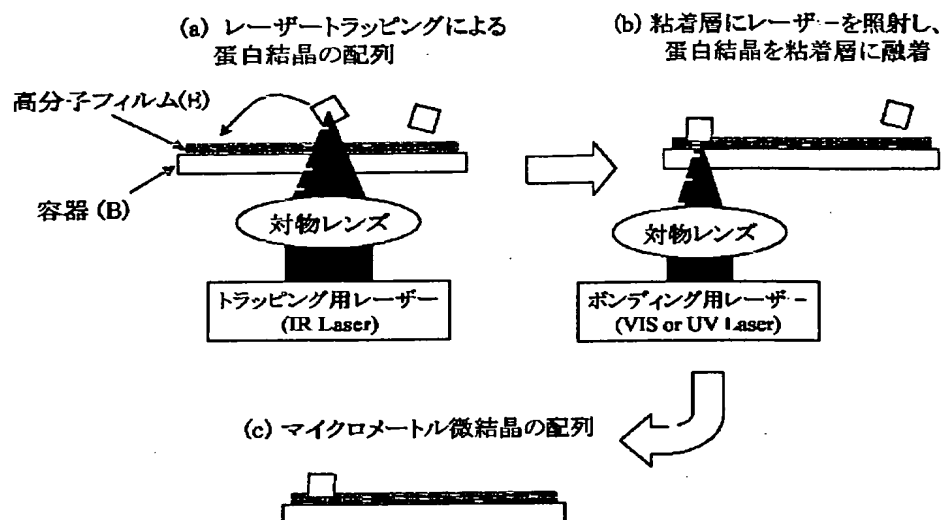 (a) レーザートラッピングによる
蛋白結晶の配列
高分子フィルム(E)
容器 (B)
対物レンズ
トラッピング用レーザー
(IR Laser)
(b) 粘着層にレーザーを照射し、
蛋白結晶を粘着層に融着
対物レンズ
ボンディング用レーザー
(VIS or UV Laser)
(c) マイクロメートル微結晶の配列